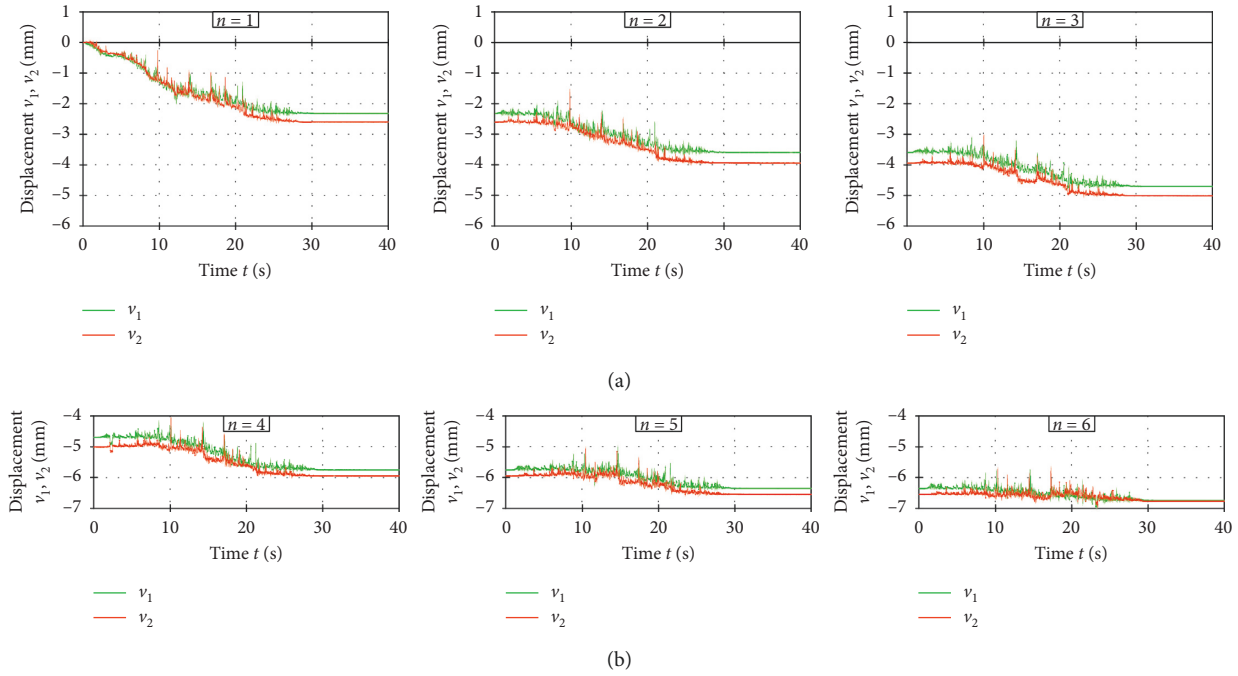 n = 1
Displacement v₁, v₂ (mm)
1
0
−1
−2
−3
−4
−5
−6
0 10 20 30 40
Time t (s)
v₁
v₂
n = 2
Displacement v₁, v₂ (mm)
1
0
−1
−2
−3
−4
−5
−6
0 10 20 30 40
Time t (s)
v₁
v₂
n = 3
Displacement v₁, v₂ (mm)
1
0
−1
−2
−3
−4
−5
−6
0 10 20 30 40
Time t (s)
v₁
v₂
(a)
n = 4
Displacement
v₁, v₂ (mm)
−4
−5
−6
−7
0 10 20 30 40
Time t (s)
v₁
v₂
n = 5
Displacement
v₁, v₂ (mm)
−4
−5
−6
−7
0 10 20 30 40
Time t (s)
v₁
v₂
n = 6
Displacement
v₁, v₂ (mm)
−4
−5
−6
−7
0 10 20 30 40
Time t (s)
v₁
v₂
(b)